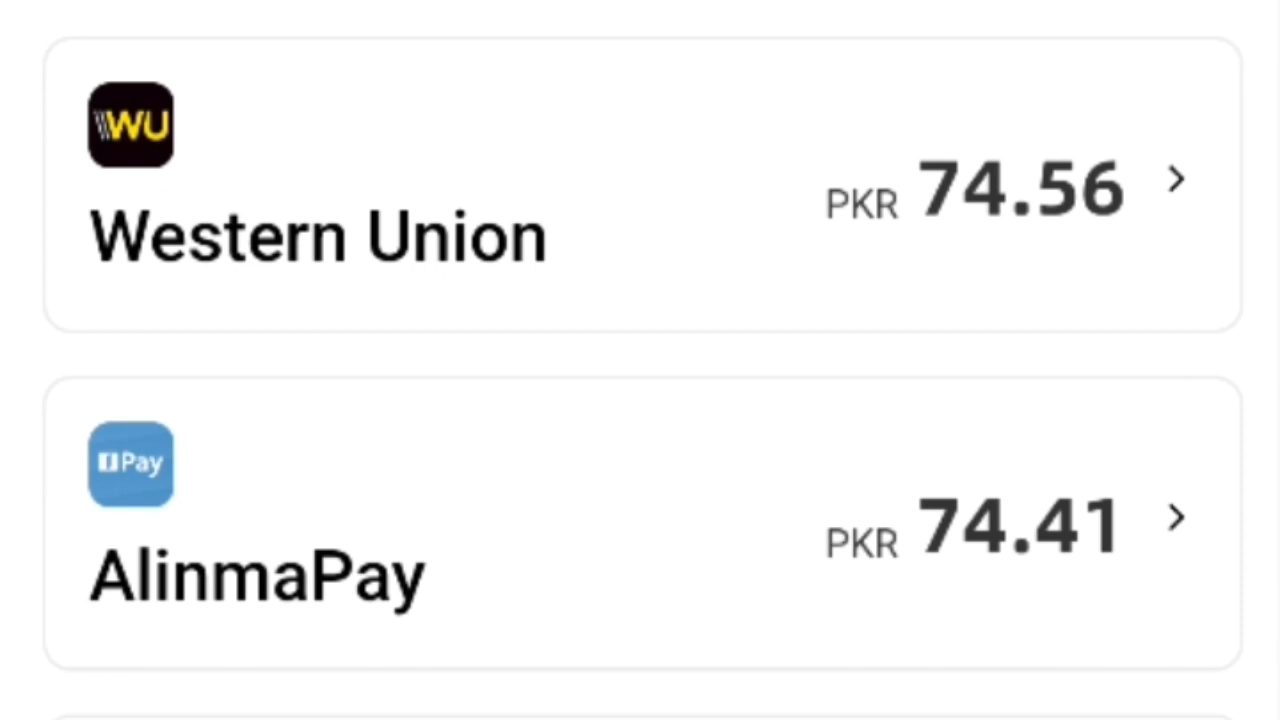 WU
Western Union
PKR 74.56
Pay
AlinmaPay
PKR 74.41